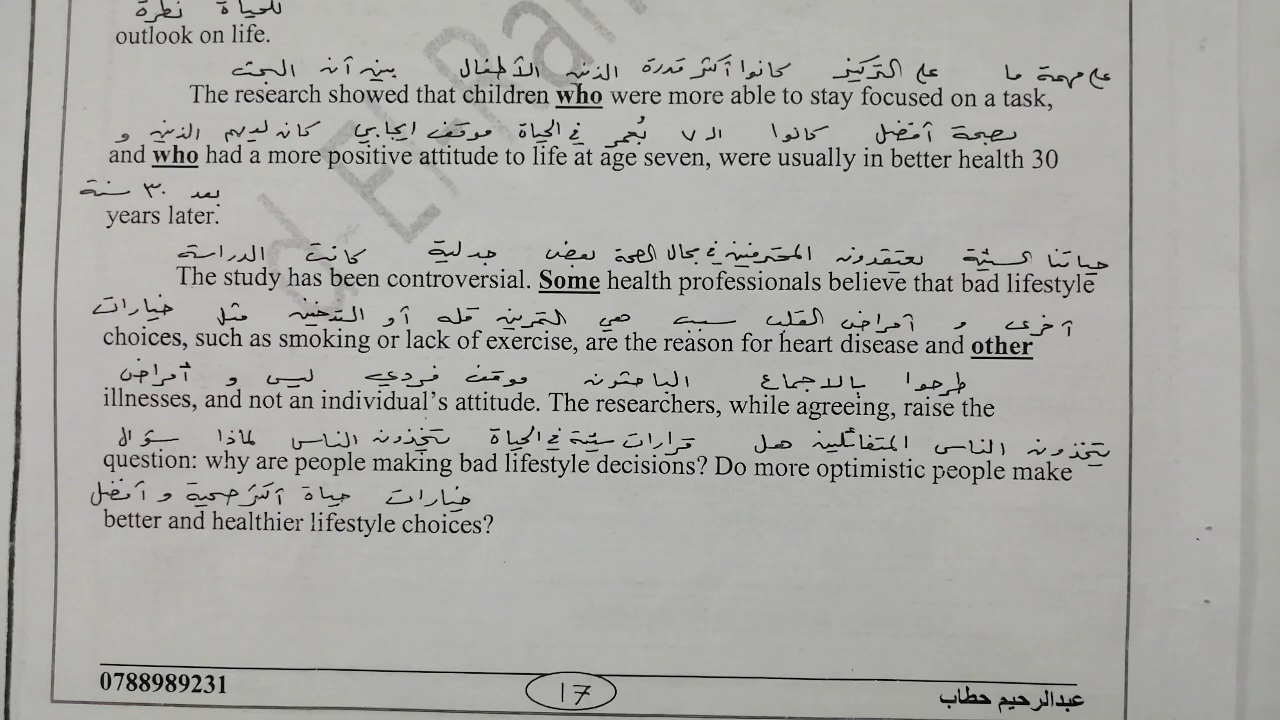 للحياة نظرة
outlook on life.
على مهمة ما على التركيز كانوا أكثر قدرة الذين الأطفال بين أن البحث
The research showed that children who were more able to stay focused on a task,
بصحة أفضل كانوا الـ ٧ بعُمر في الحياة موقف ايجابي كان لديهم الذين و
and who had a more positive attitude to life at age seven, were usually in better health 30
بعد ٣٠ سنة
years later.
حياتنا السيئة يعتقدون المحترفين في مجال الصحة بعض جدلية كانت الدراسة
The study has been controversial. Some health professionals believe that bad lifestyle
أخرى و أمراض القلب سبب هي التمرين قله أو التدخين مثل خيارات
choices, such as smoking or lack of exercise, are the reason for heart disease and other
طرحوا بالاجماع الباحثون موقف فردي ليس و أمراض
illnesses, and not an individual's attitude. The researchers, while agreeing, raise the
يتخذون الناس المتفائلين هل قرارات سيئة في الحياة يتخذون الناس لماذا سؤال
question: why are people making bad lifestyle decisions? Do more optimistic people make
خيارات حياة أكثر صحية و أفضل
better and healthier lifestyle choices?
0788989231
17
عبدالرحيم حطاب